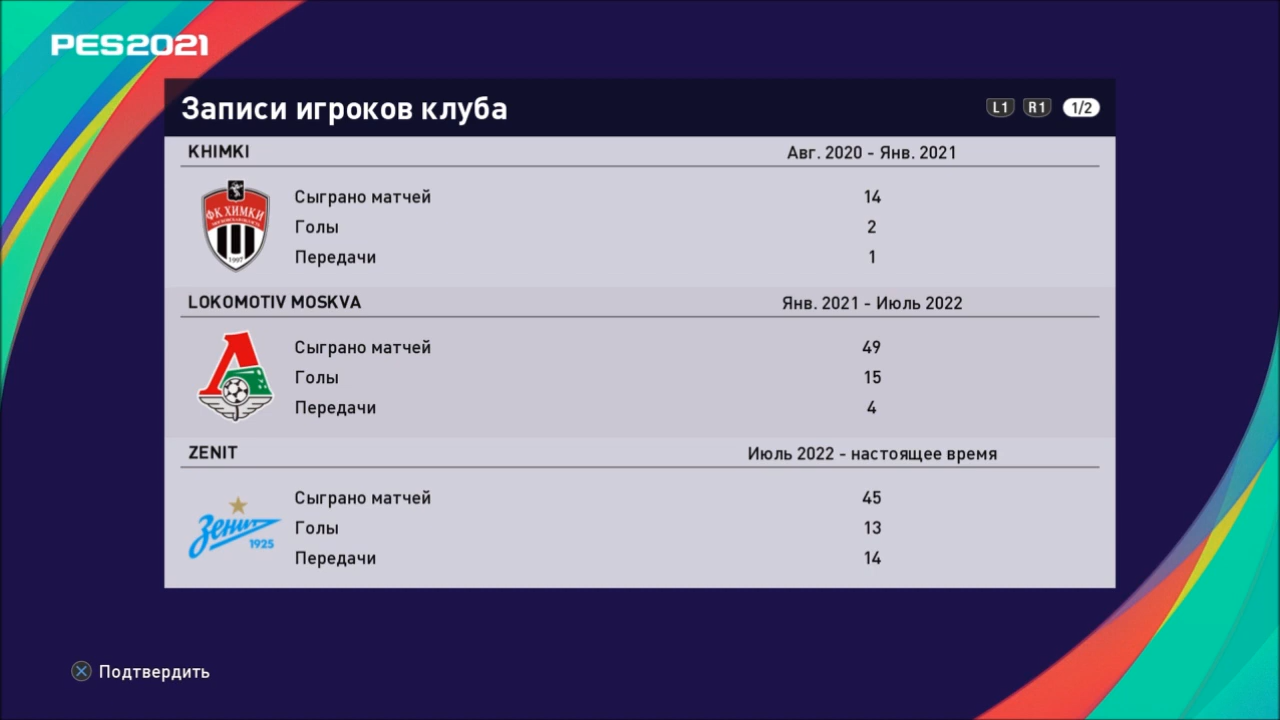 PES2021
Записи игроков клуба L1 R1 1/2
KHIMKI Авг. 2020 - Янв. 2021
ФК ХИМКИ
Сыграно матчей 14
Голы 2
Передачи 1
1997
LOKOMOTIV MOSKVA Янв. 2021 - Июль 2022
Сыграно матчей 49
Голы 15
Передачи 4
ZENIT Июль 2022 - настоящее время
Сыграно матчей 45
Зенит
Голы 13
1925
Передачи 14
Подтвердить